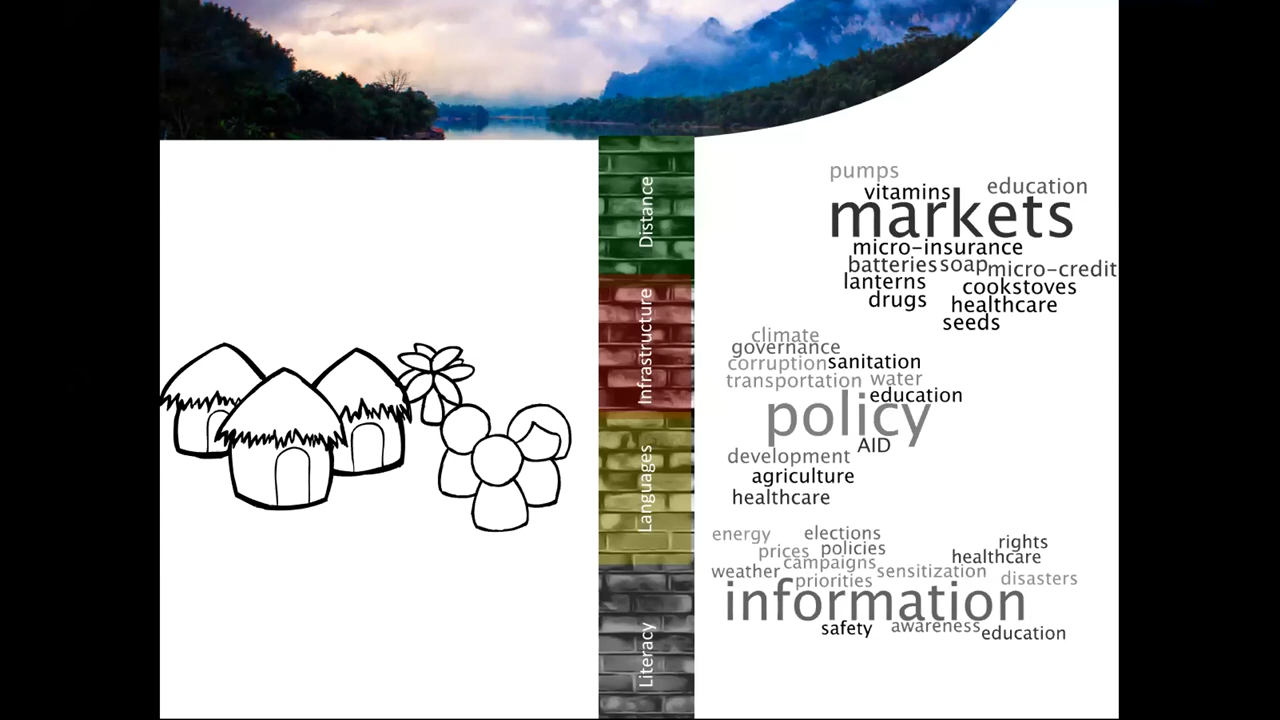 Distance
Infrastructure
Languages
Literacy
pumps
vitamins education
markets
micro-insurance
batteries soap micro-credit
lanterns cookstoves
drugs healthcare
seeds
climate
governance
corruption sanitation
transportation water
education
policy
AID
development
agriculture
healthcare
energy elections rights
prices policies healthcare
weather campaigns sensitization disasters
priorities
information
safety awareness education